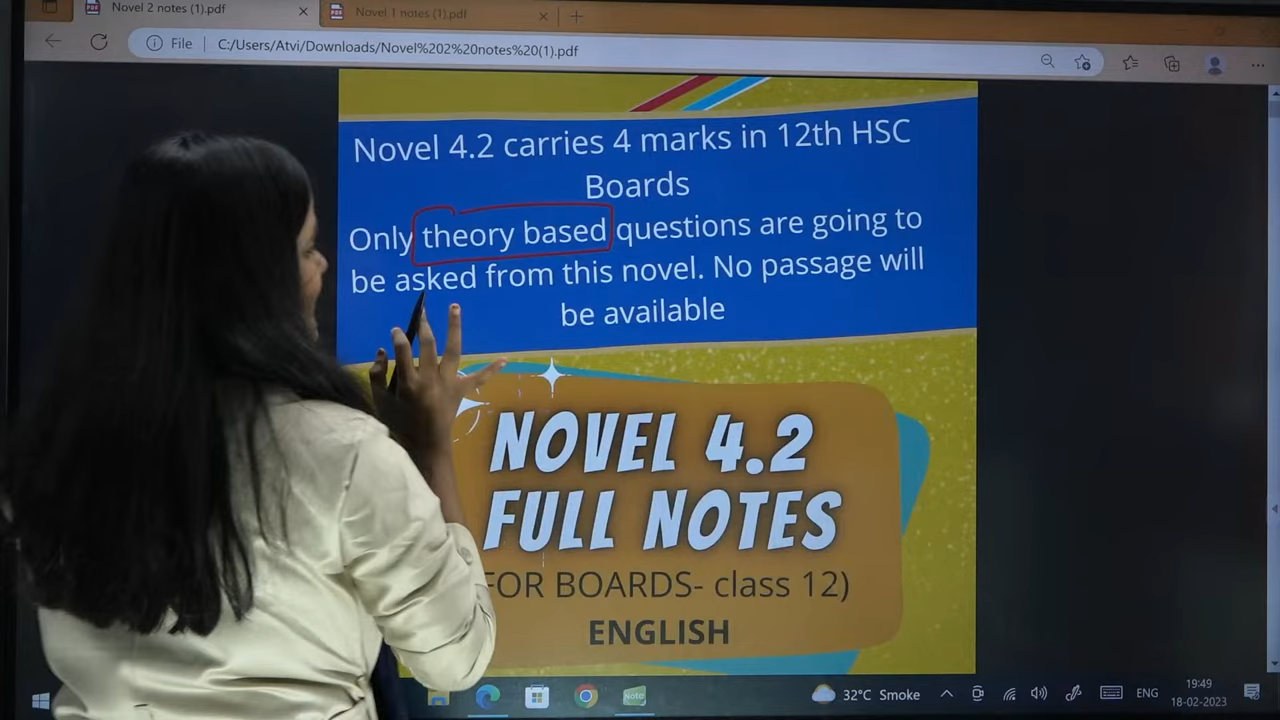 Novel 2 notes (1).pdf
Novel 1 notes (1).pdf
File
C:/Users/Atvi/Downloads/Novel%202%20notes%20(1).pdf
Novel 4.2 carries 4 marks in 12th HSC
Boards
Only theory based questions are going to
be asked from this novel. No passage will
be available
NOVEL 4.2
FULL NOTES
FOR BOARDS- class 12)
ENGLISH
Note
32°C Smoke
ENG
19:49
18-02-2023